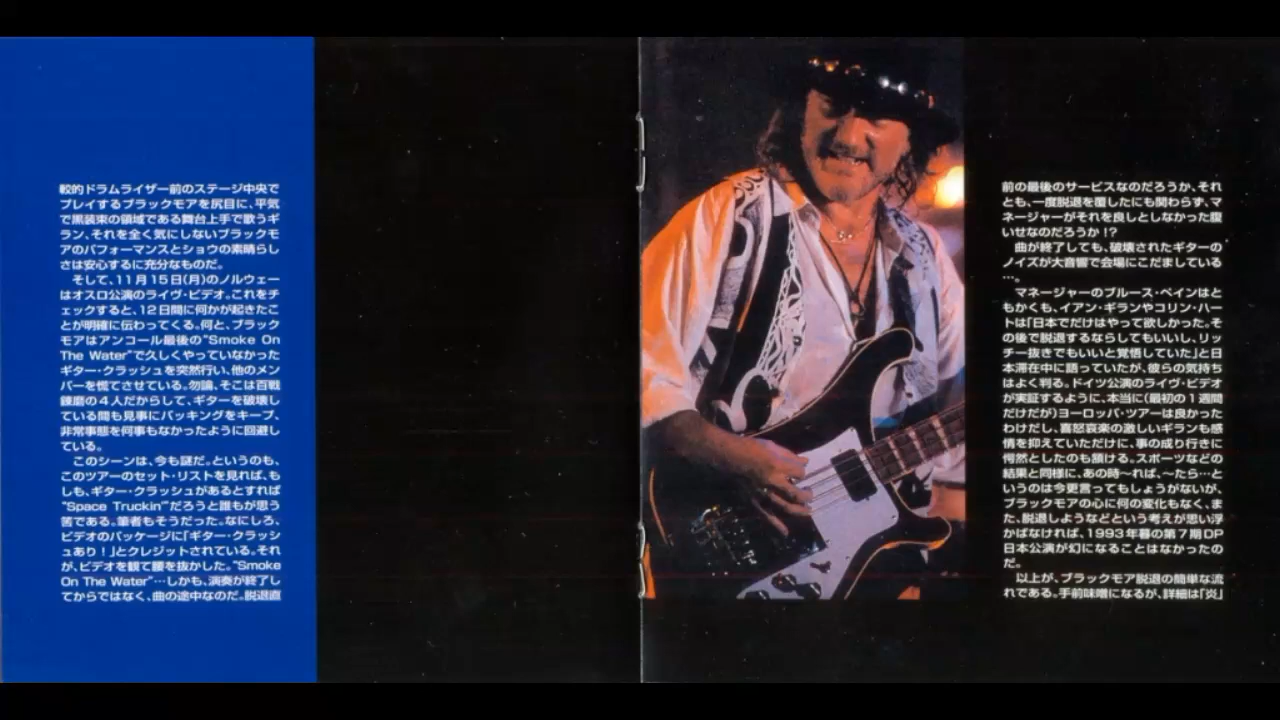 較的ドラムライザー前のステージ中央で
プレイするブラックモアを尻目に、平気
で黒装束の領域である舞台上手で歌うギ
ラン、それを全く気にしないブラックモ
アのパフォーマンスとショウの素晴らし
さは安心するに充分なものだ。
そして、11月15日(月)のノルウェー
はオスロ公演のライヴ・ビデオ。これをチ
ェックすると、12日間に何かが起きたこ
とが明確に伝わってくる。何と、ブラック
モアはアンコール最後の"Smoke On
The Water"で久しくやっていなかった
ギター・クラッシュを突然行い、他のメン
バーを慌てさせている。勿論、そこは百戦
錬磨の4人だからして、ギターを破壊し
ている間も見事にバッキングをキープ、
非常事態を何事もなかったように回避し
ている。
このシーンは、今も謎だ。というのも、
このツアーのセット・リストを見れば、も
しも、ギター・クラッシュがあるとすれば
"Space Truckin'"だろうと誰もが思う
筈である。筆者もそうだった。なにしろ、
ビデオのパッケージに「ギター・クラッシ
ュあり!」とクレジットされている。それ
が、ビデオを観て腰を抜かした。"Smoke
On The Water"…しかも、演奏が終了し
てからではなく、曲の途中なのだ。脱退直
前の最後のサービスなのだろうか、それ
とも、一度脱退を覆したにも関わらず、マ
ネージャーがそれを良しとしなかった腹
いせなのだろうか!?
曲が終了しても、破壊されたギターの
ノイズが大音響で会場にこだましている
…。
マネージャーのブルース・ペインはと
もかくも、イアン・ギランやコリン・ハー
トは「日本でだけはやって欲しかった。そ
の後で脱退するならしてもいいし、リッ
チー抜きでもいいと覚悟していた」と日
本滞在中に語っていたが、彼らの気持ち
はよく判る。ドイツ公演のライヴ・ビデオ
が実証するように、本当に(最初の1週間
だけだが)ヨーロッパ・ツアーは良かった
わけだし、喜怒哀楽の激しいギランも感
情を抑えていただけに、事の成り行きに
愕然としたのも頷ける。スポーツなどの
結果と同様に、あの時〜れば、〜たら…と
いうのは今更言ってもしょうがないが、
ブラックモアの心に何の変化もなく、ま
た、脱退しようなどという考えが思い浮
かばなければ、1993年暮の第7期DP
日本公演が幻になることはなかったの
だ。
以上が、ブラックモア脱退の簡単な流
れである。手前味噌になるが、詳細は「炎」